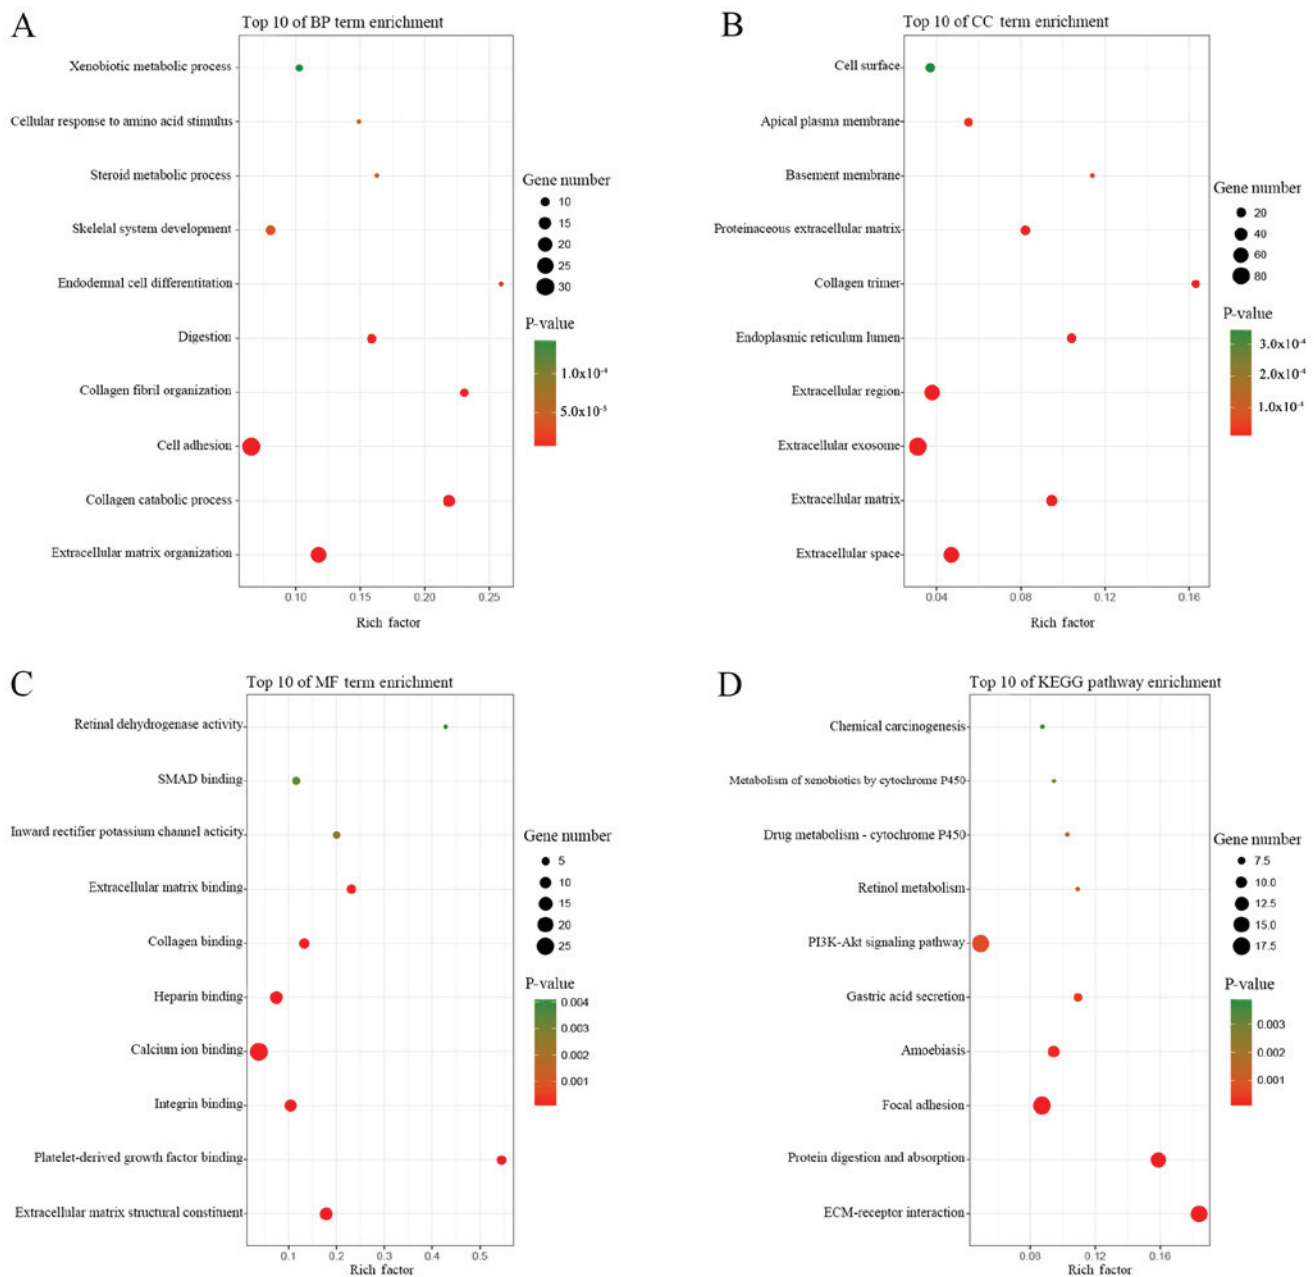 A
Top 10 of BP term enrichment
Xenobiotic metabolic process
Cellular response to amino acid stimulus
Steroid metabolic process
Skelelal system development
Endodermal cell differentitation
Digestion
Collagen fibril organization
Cell adhesion
Collagen catabolic process
Extracellular matrix organization
0.10 0.15 0.20 0.25
Rich factor
Gene number
10
15
20
25
30
P-value
1.0x10⁻⁴
5.0x10⁻⁵
B
Top 10 of CC term enrichment
Cell surface
Apical plasma membrane
Basement membrane
Proteinaceous extracellular matrix
Collagen trimer
Endoplasmic reticulum lumen
Extracellular region
Extracellular exosome
Extracellular matrix
Extracellular space
0.04 0.08 0.12 0.16
Rich factor
Gene number
20
40
60
80
P-value
3.0x10⁻⁴
2.0x10⁻⁴
1.0x10⁻⁴
C
Top 10 of MF term enrichment
Retinal dehydrogenase activity
SMAD binding
Inward rectifier potassium channel acticity
Extracellular matrix binding
Collagen binding
Heparin binding
Calcium ion binding
Integrin binding
Platelet-derived growth factor binding
Extracellular matrix structural constituent
0.1 0.2 0.3 0.4 0.5
Rich factor
Gene number
5
10
15
20
25
P-value
0.004
0.003
0.002
0.001
D
Top 10 of KEGG pathway enrichment
Chemical carcinogenesis
Metabolism of xenobiotics by cytochrome P450
Drug metabolism - cytochrome P450
Retinol metabolism
PI3K-Akt signaling pathway
Gastric acid secretion
Amoebiasis
Focal adhesion
Protein digestion and absorption
ECM-receptor interaction
0.08 0.12 0.16
Rich factor
Gene number
7.5
10.0
12.5
15.0
17.5
P-value
0.003
0.002
0.001